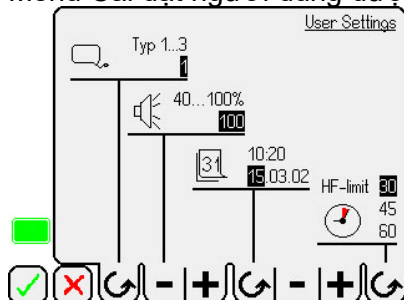 User Settings
Typ 1...3
1
40...100%
100
31
10:20
15.03.02
HF-limit 30
45
60
- + - +